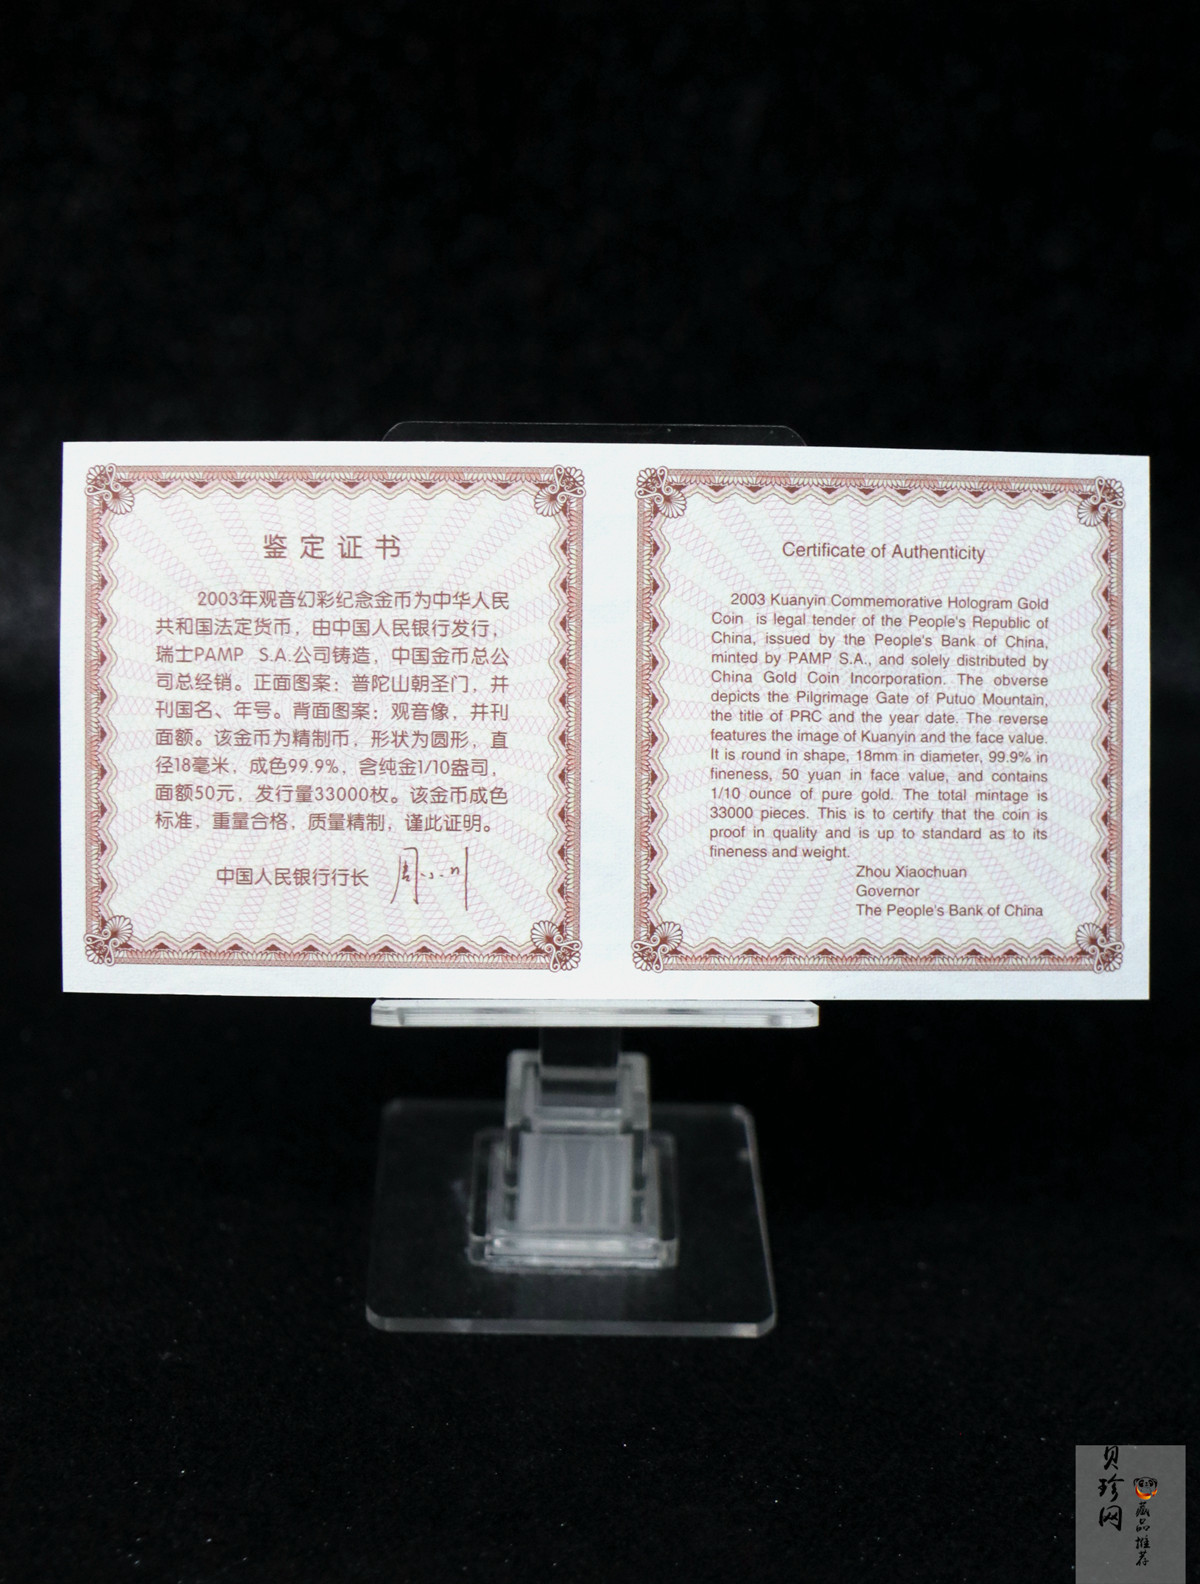 鉴定证书
2003年观音幻彩纪念金币为中华人民
共和国法定货币，由中国人民银行发行，
瑞士PAMP S.A.公司铸造，中国金币总公
司总经销。正面图案：普陀山朝圣门，并
刊国名、年号。背面图案：观音像，并刊
面额。该金币为精制币，形状为圆形，直
径18毫米，成色99.9%，含纯金1/10盎司，
面额50元，发行量33000枚。该金币成色
标准，重量合格，质量精制，谨此证明。
中国人民银行行长 周小川
Certificate of Authenticity
2003 Kuanyin Commemorative Hologram Gold
Coin is legal tender of the People's Republic of
China, issued by the People's Bank of China,
minted by PAMP S.A., and solely distributed by
China Gold Coin Incorporation. The obverse
depicts the Pilgrimage Gate of Putuo Mountain,
the title of PRC and the year date. The reverse
features the image of Kuanyin and the face value.
It is round in shape, 18mm in diameter, 99.9% in
fineness, 50 yuan in face value, and contains
1/10 ounce of pure gold. The total mintage is
33000 pieces. This is to certify that the coin is
proof in quality and is up to standard as to its
fineness and weight.
Zhou Xiaochuan
Governor
The People's Bank of China
贝珍网
藏品推荐